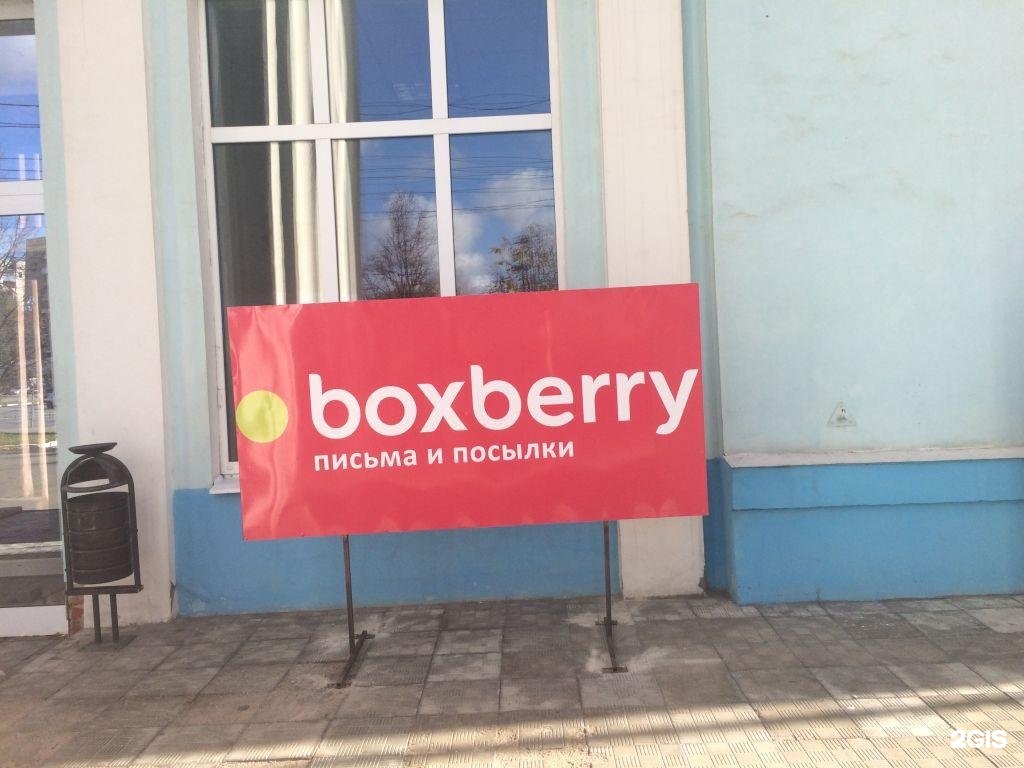 boxberry
письма и посылки
2GIS